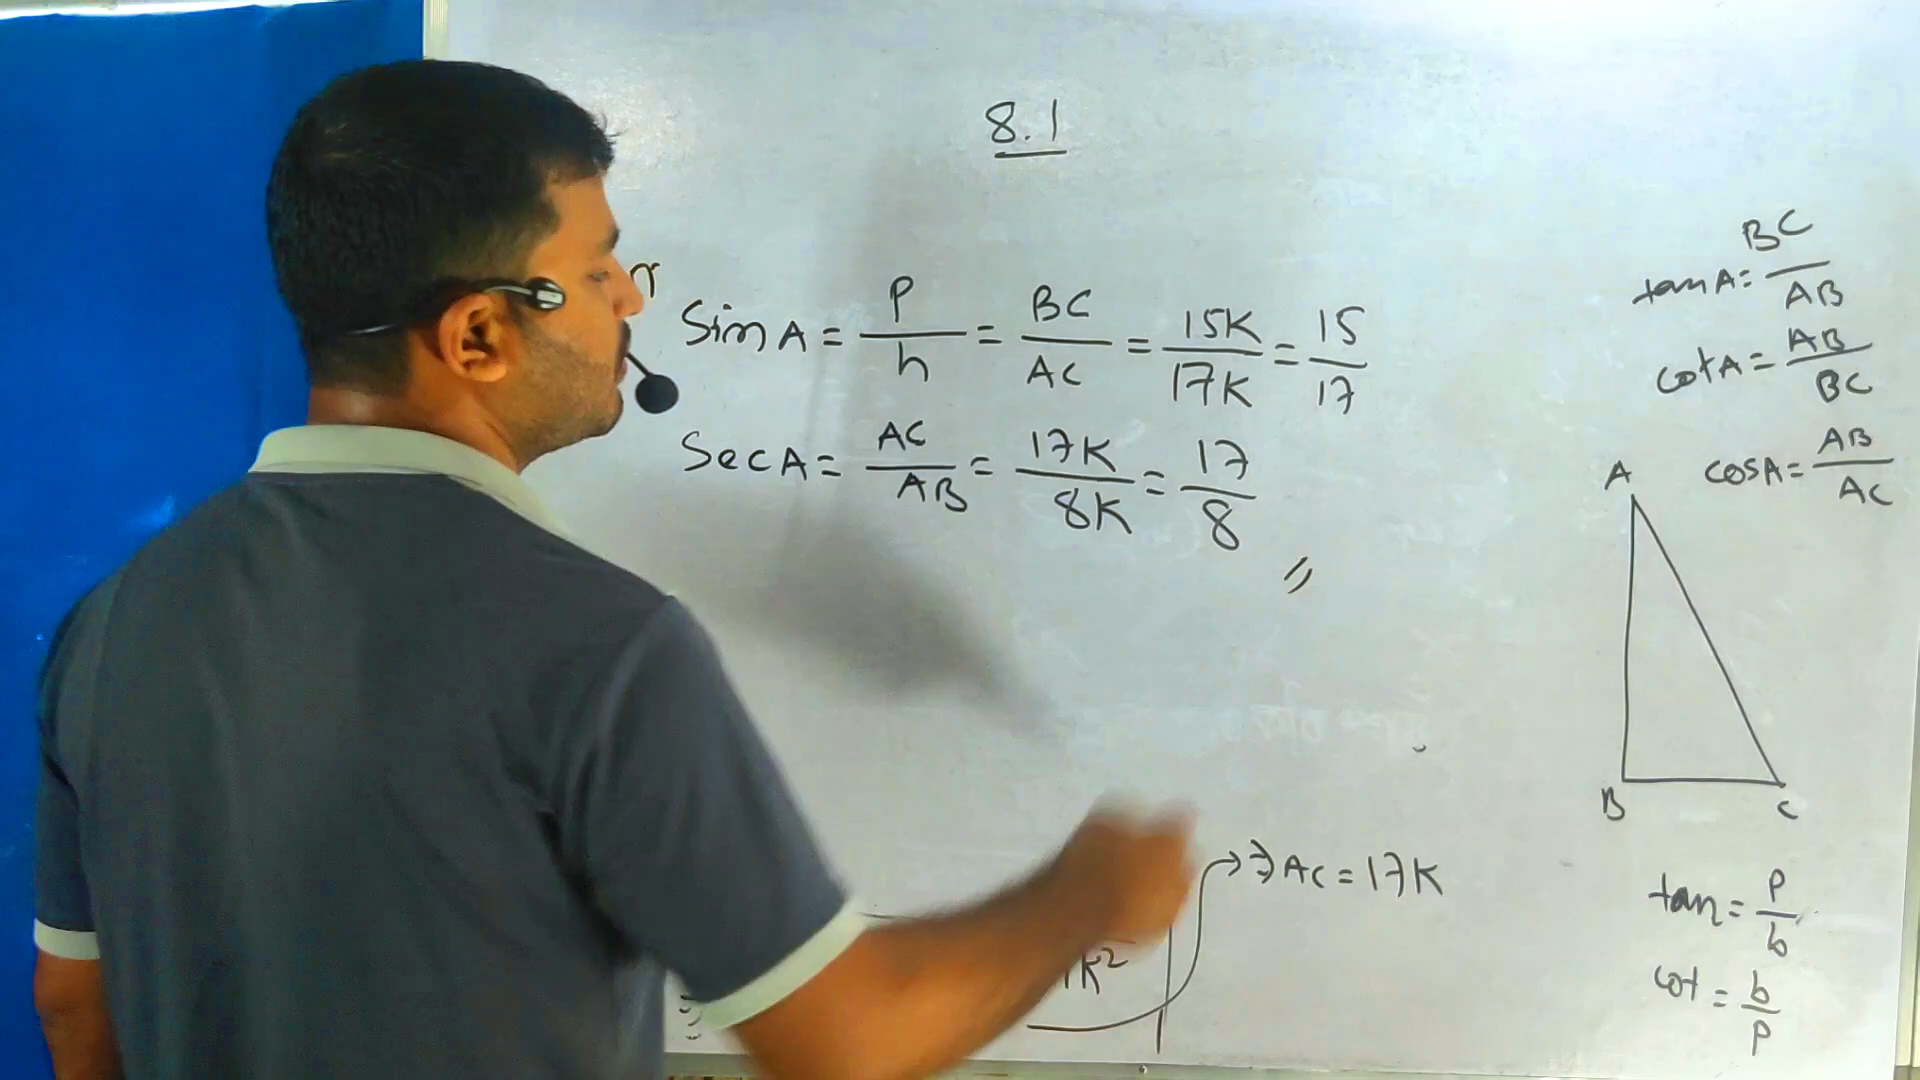 8.1
Sin A = P/h = BC/AC = 15K/17K = 15/17
Sec A = AC/AB = 17K/8K = 17/8
tan A = BC/AB
cot A = AB/BC
cos A = AB/AC
A
B C
⇒ AC = 17K
K²
tan = P/b
cot = b/P